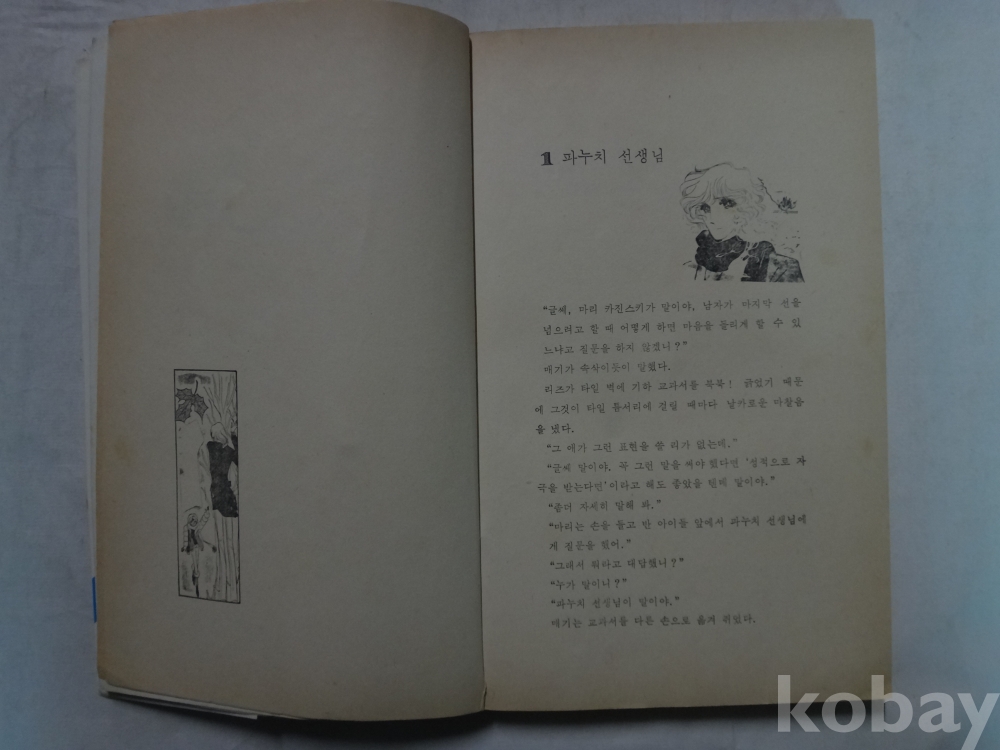 1 파누치 선생님
“글쎄, 마리 카진스키가 말이야, 남자가 마지막 선을
넘으려고 할 때 어떻게 하면 마음을 돌리게 할 수 있
느냐고 질문을 하지 않겠니?”
매기가 속삭이듯이 말했다.
리즈가 타일 벽에 기하 교과서를 북북! 긁었기 때문
에 그것이 타일 틈서리에 걸릴 때마다 날카로운 마찰음
을 냈다.
“그 애가 그런 표현을 쓸 리가 없는데.”
“글쎄 말이야. 꼭 그런 말을 써야 했다면 ‘성적으로 자
극을 받는다면’이라고 해도 좋았을 텐데 말이야.”
“좀더 자세히 말해 봐.”
“마리는 손을 들고 반 아이들 앞에서 파누치 선생님에
게 질문을 했어.”
“그래서 뭐라고 대답했니?”
“누가 말이니?”
“파누치 선생님이 말이야.”
매기는 교과서를 다른 손으로 옮겨 쥐었다.
kobay